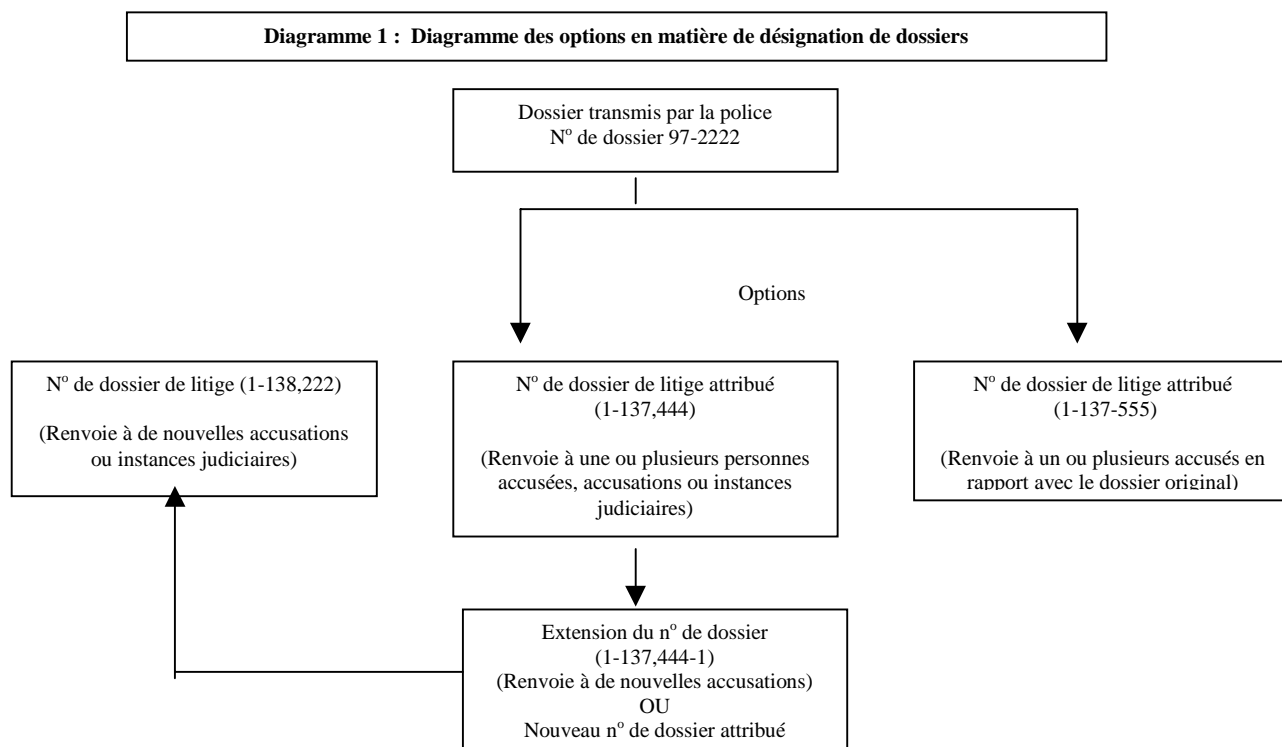 Diagramme 1 : Diagramme des options en matière de désignation de dossiers
Dossier transmis par la police
Nº de dossier 97-2222
Options
Nº de dossier de litige (1-138,222)
(Renvoie à de nouvelles accusations
ou instances judiciaires)
Nº de dossier de litige attribué
(1-137,444)
(Renvoie à une ou plusieurs personnes
accusées, accusations ou instances
judiciaires)
Nº de dossier de litige attribué
(1-137-555)
(Renvoie à un ou plusieurs accusés en
rapport avec le dossier original)
Extension du nº de dossier
(1-137,444-1)
(Renvoie à de nouvelles accusations)
OU
Nouveau nº de dossier attribué